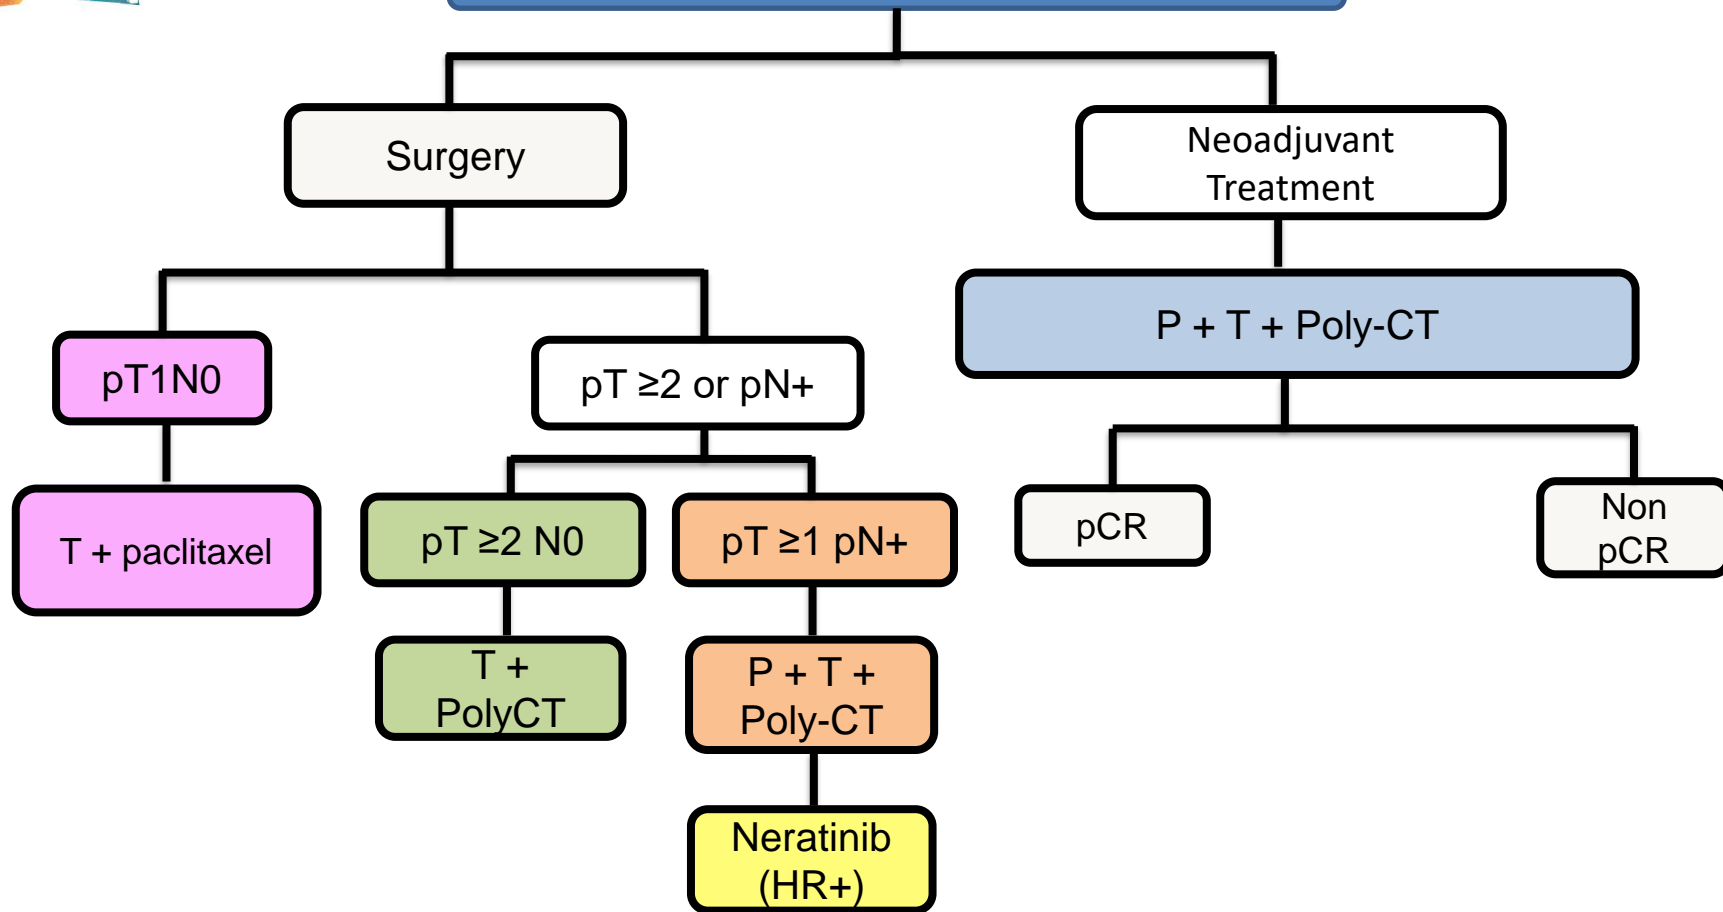 Surgery
Neoadjuvant
Treatment
P + T + Poly-CT
pT1N0
pT ≥2 or pN+
T + paclitaxel
pT ≥2 N0
pT ≥1 pN+
pCR
Non
pCR
T +
PolyCT
P + T +
Poly-CT
Neratinib
(HR+)